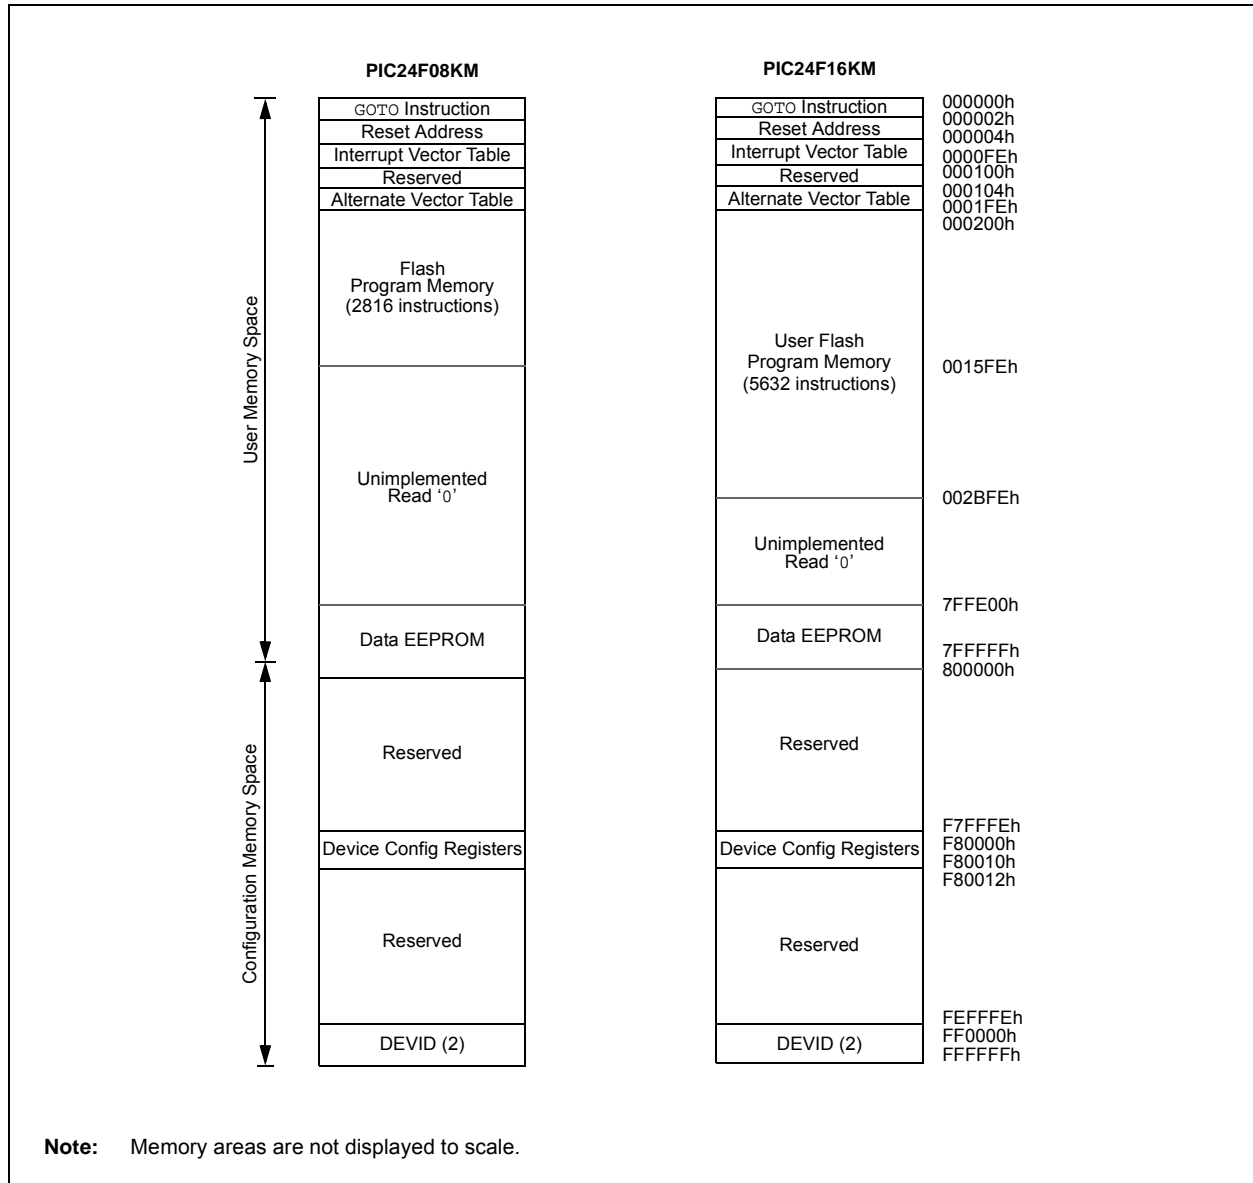 PIC24F08KM
GOTO Instruction
Reset Address
Interrupt Vector Table
Reserved
Alternate Vector Table
Flash
Program Memory
(2816 instructions)
Unimplemented
Read ‘0’
Data EEPROM
Reserved
Device Config Registers
Reserved
DEVID (2)
User Memory Space
Configuration Memory Space
PIC24F16KM
GOTO Instruction
Reset Address
Interrupt Vector Table
Reserved
Alternate Vector Table
User Flash
Program Memory
(5632 instructions)
Unimplemented
Read ‘0’
Data EEPROM
Reserved
Device Config Registers
Reserved
DEVID (2)
000000h
000002h
000004h
0000FEh
000100h
000104h
0001FEh
000200h
0015FEh
002BFEh
7FFE00h
7FFFFFh
800000h
F7FFFEh
F80000h
F80010h
F80012h
FEFFFEh
FF0000h
FFFFFFh
Note: Memory areas are not displayed to scale.